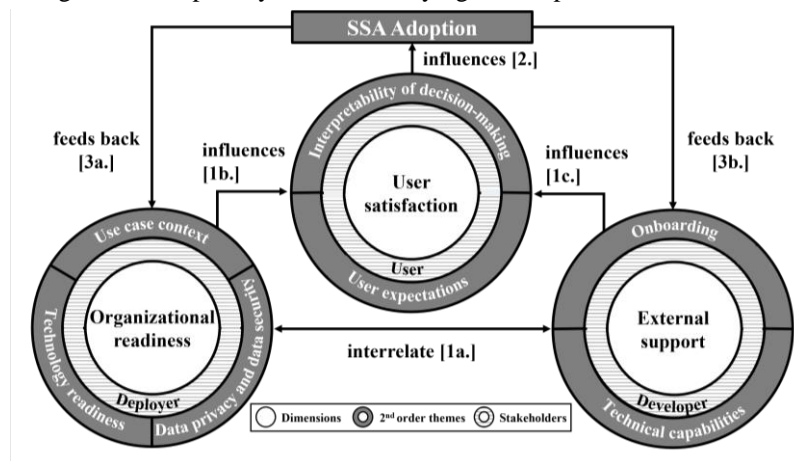 SSA Adoption
influences [2.]
feeds back
[3a.]
influences
[1b.]
Interpretability of decision-making
User
satisfaction
User
User expectations
influences
[1c.]
feeds back
[3b.]
Use case context
Technology readiness
Data privacy and data security
Organizational
readiness
Deployer
interrelate [1a.]
Onboarding
External
support
Developer
Technical capabilities
Dimensions
2nd order themes
Stakeholders